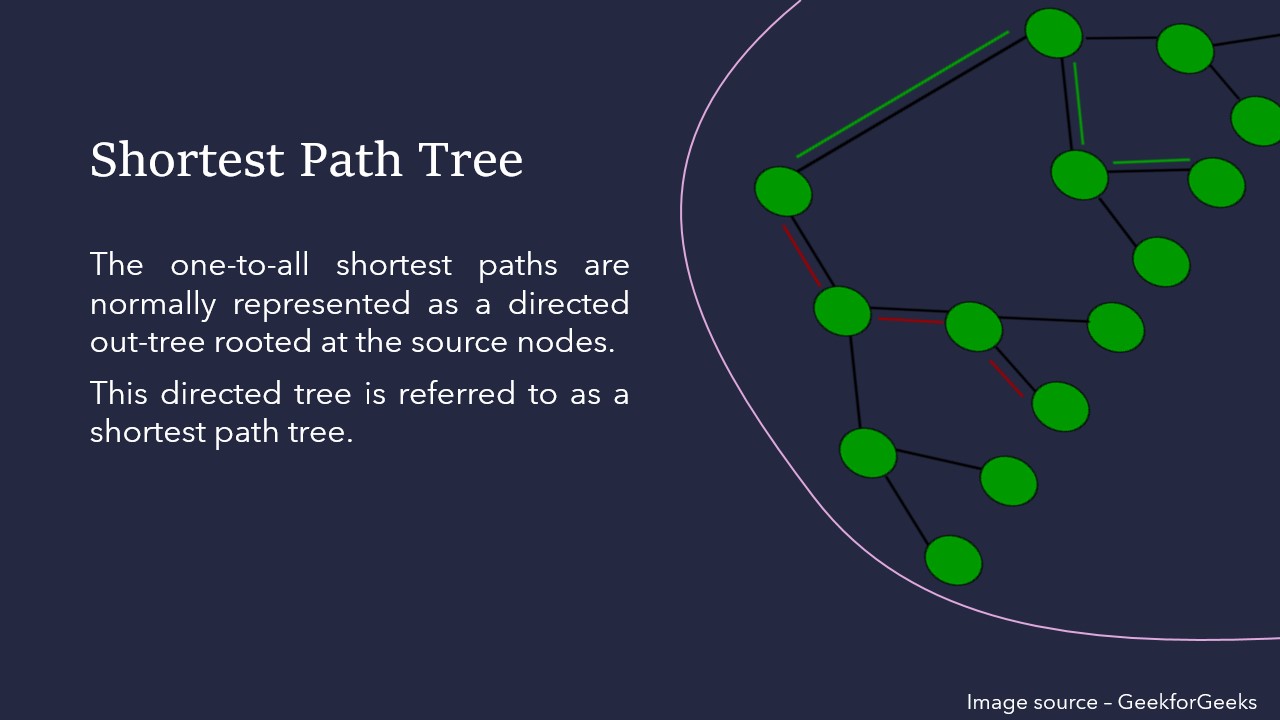 Shortest Path Tree
The one-to-all shortest paths are
normally represented as a directed
out-tree rooted at the source nodes.
This directed tree is referred to as a
shortest path tree.
Image source – GeekforGeeks